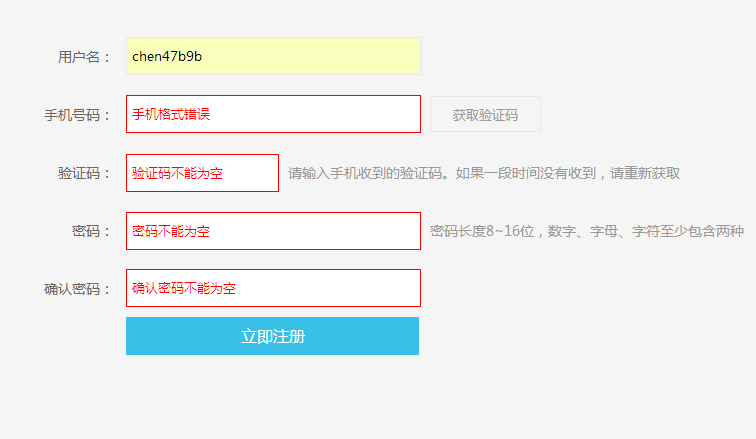 用户名： chen47b9b
手机号码： 手机格式错误 获取验证码
验证码： 验证码不能为空 请输入手机收到的验证码。如果一段时间没有收到，请重新获取
密码： 密码不能为空 密码长度8~16位，数字、字母、字符至少包含两种
确认密码： 确认密码不能为空
立即注册